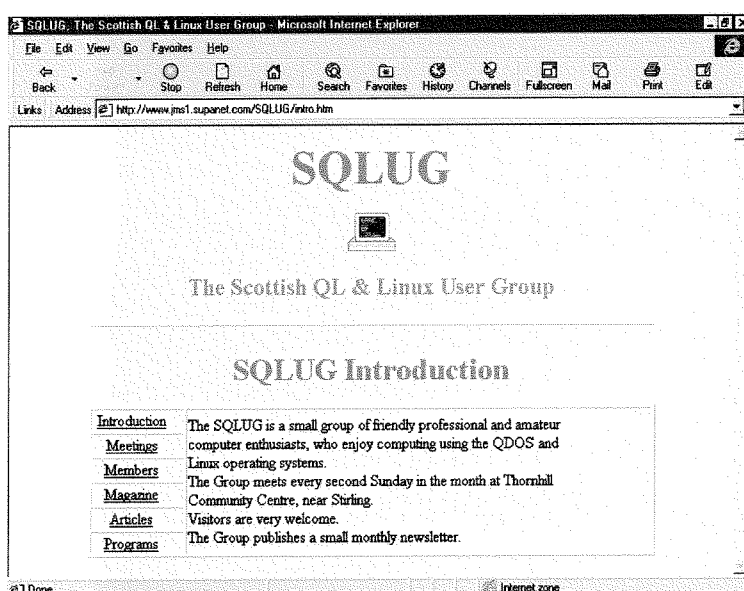 SQLUG, The Scottish QL & Linux User Group - Microsoft Internet Explorer
File Edit View Go Favorites Help
Back Stop Refresh Home Search Favorites History Channels Fullscreen Mail Print Edit
Links Address http://www.jms1.supanet.com/SQLUG/intro.htm
SQLUG
The Scottish QL & Linux User Group
SQLUG Introduction
Introduction
Meetings
Members
Magazine
Articles
Programs
The SQLUG is a small group of friendly professional and amateur
computer enthusiasts, who enjoy computing using the QDOS and
Linux operating systems.
The Group meets every second Sunday in the month at Thornhill
Community Centre, near Stirling.
Visitors are very welcome.
The Group publishes a small monthly newsletter.
Done Internet zone